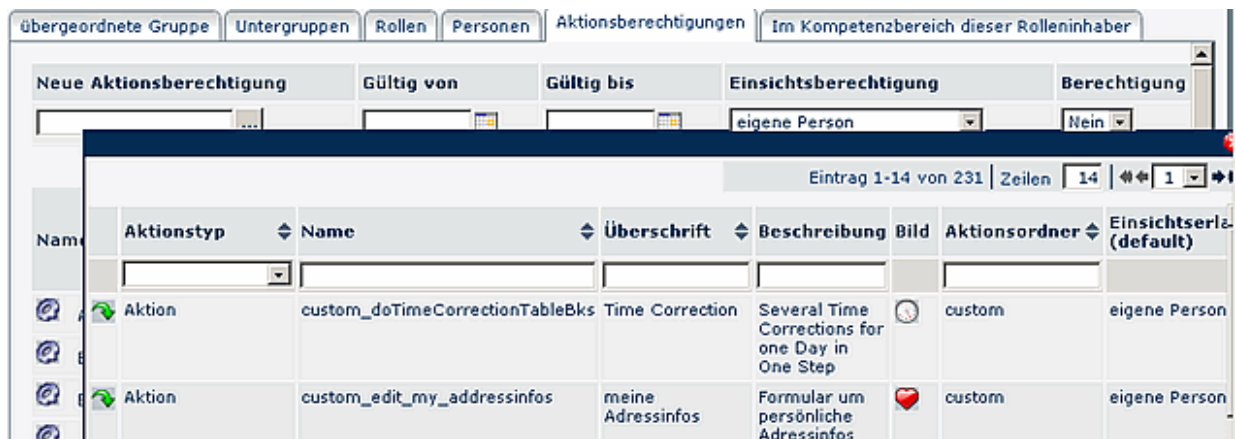 übergeordnete Gruppe Untergruppen Rollen Personen Aktionsberechtigungen Im Kompetenzbereich dieser Rolleninhaber
Neue Aktionsberechtigung Gültig von Gültig bis Einsichtsberechtigung Berechtigung
... eigene Person Nein
Eintrag 1-14 von 231 Zeilen 14 1
Aktionstyp Name Überschrift Beschreibung Bild Aktionsordner
(default)
Aktion custom_doTimeCorrectionTableBks Time Correction Several Time custom eigene Person
Corrections for
one Day in
One Step
Aktion custom_edit_my_addressinfos meine Formular um custom eigene Person
Adressinfos persönliche
Adressinfos